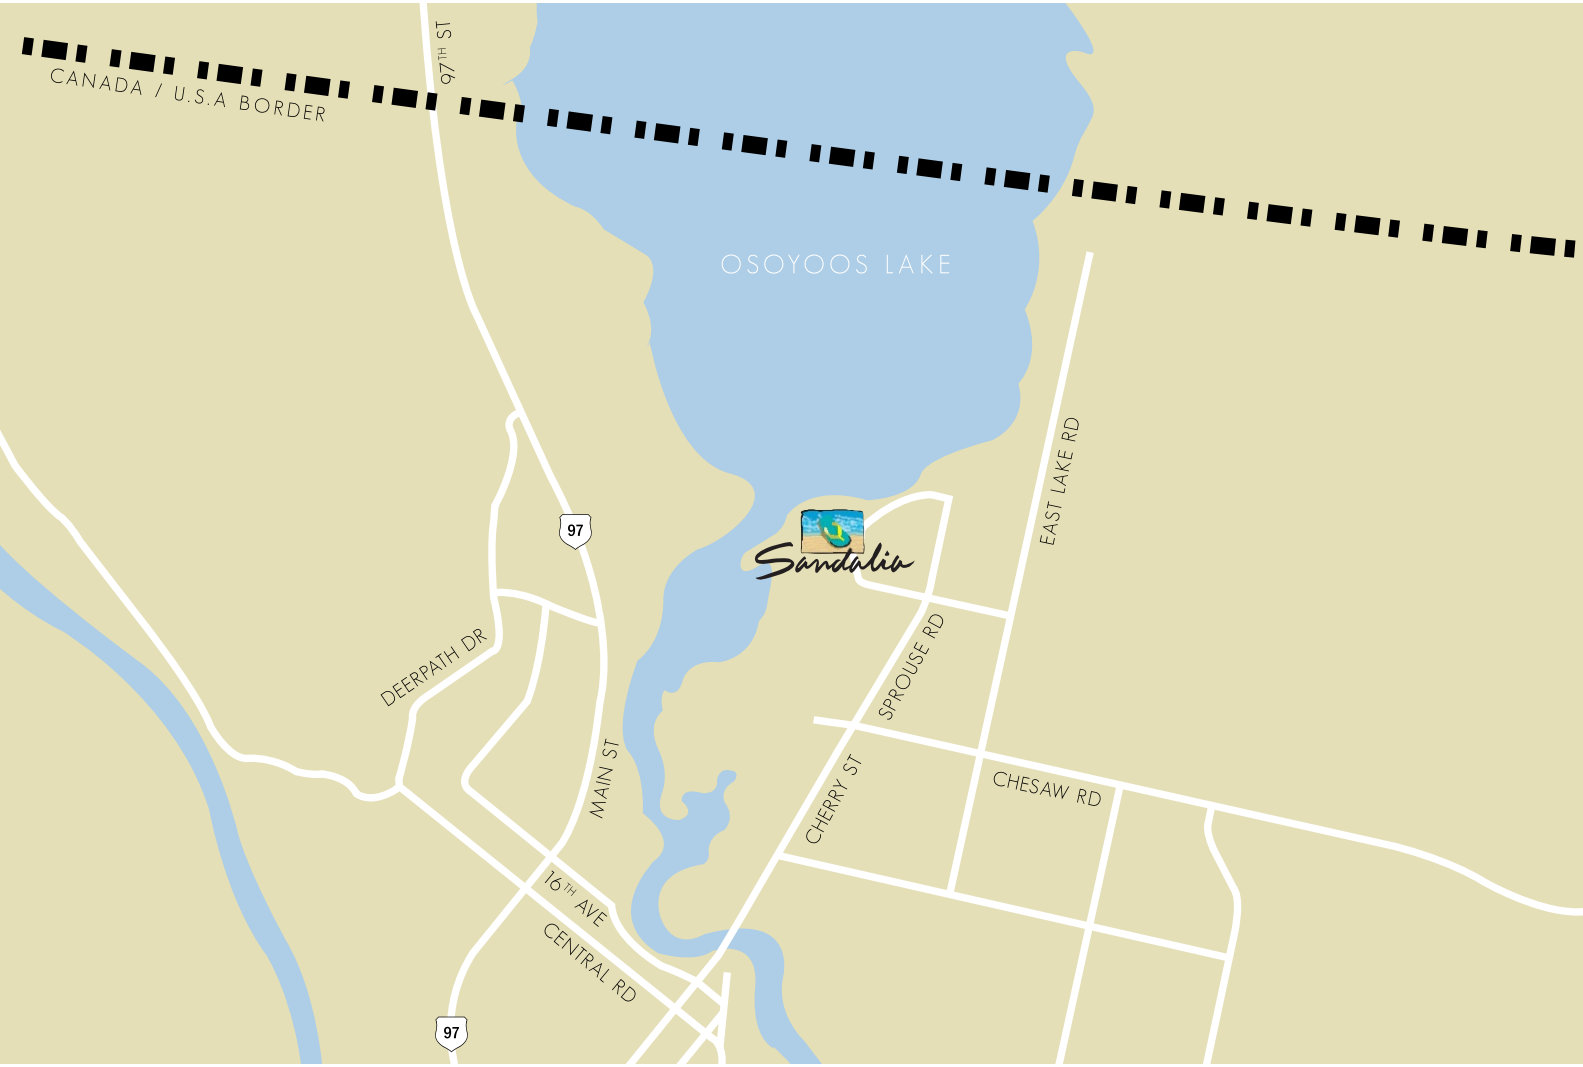 97TH ST
CANADA / U.S.A BORDER
OSOYOOS LAKE
EAST LAKE RD
97
Sandalia
DEERPATH DR
SPROUSE RD
MAIN ST
CHERRY ST
CHESAW RD
16TH AVE
CENTRAL RD
97